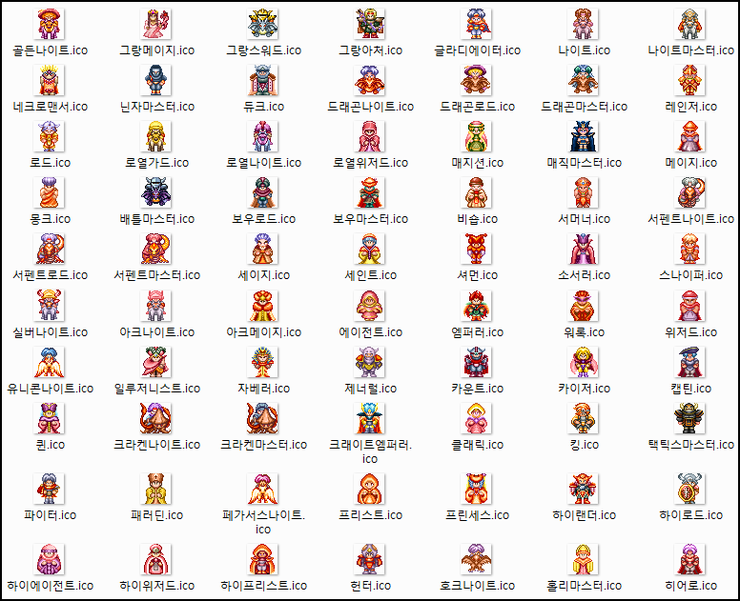 골든나이트.ico 그랑메이지.ico 그랑스워드.ico 그랑아처.ico 글라디에이터.ico 나이트.ico 나이트마스터.ico
네크로맨서.ico 닌자마스터.ico 듀크.ico 드래곤나이트.ico 드래곤로드.ico 드래곤마스터.ico 레인저.ico
로드.ico 로열가드.ico 로열나이트.ico 로열위저드.ico 매지션.ico 매직마스터.ico 메이지.ico
몽크.ico 배틀마스터.ico 보우로드.ico 보우마스터.ico 비숍.ico 서머너.ico 서펜트나이트.ico
서펜트로드.ico 서펜트마스터.ico 세이지.ico 세인트.ico 셔먼.ico 소서러.ico 스나이퍼.ico
실버나이트.ico 아크나이트.ico 아크메이지.ico 에이전트.ico 엠퍼러.ico 워록.ico 위저드.ico
유니콘나이트.ico 일루저니스트.ico 자베러.ico 제너럴.ico 카운트.ico 카이저.ico 캡틴.ico
퀸.ico 크라켄나이트.ico 크라켄마스터.ico 크래이트엠퍼러.ico 클래릭.ico 킹.ico 택틱스마스터.ico
파이터.ico 패러딘.ico 페가서스나이트.ico 프리스트.ico 프린세스.ico 하이랜더.ico 하이로드.ico
하이에이전트.ico 하이위저드.ico 하이프리스트.ico 헌터.ico 호크나이트.ico 홀리마스터.ico 히어로.ico